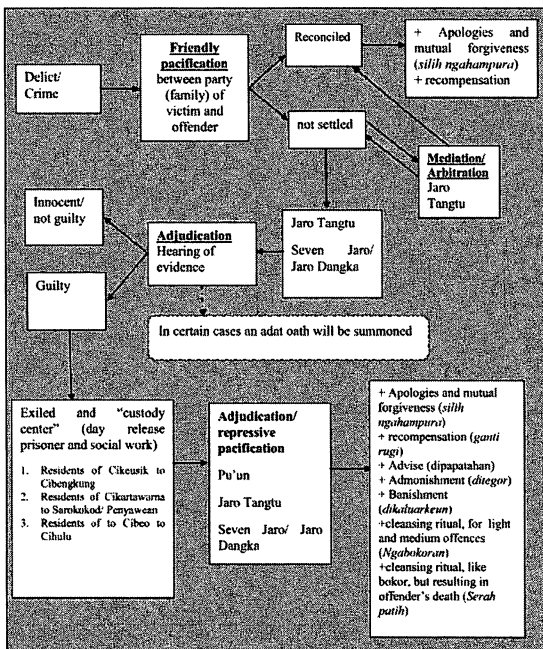 Delict/
Crime
Friendly
pacification
between party
(family) of
victim and
offender
Reconciled
+ Apologies and
mutual forgiveness
(silih ngahampura)
+ recompensation
not settled
Mediation/
Arbitration
Jaro
Tangtu
Innocent/
not guilty
Adjudication
Hearing of
evidence
Jaro Tangtu
Seven Jaro/
Jaro Dangka
Guilty
In certain cases an adat oath will be summoned
Exiled and "custody
center" (day release
prisoner and social work)
1. Residents of Cikeusik to
Cibengkung
2. Residents of Cikartawarna
to Sarokokod/ Penyawean
3. Residents of to Cibeo to
Cihulu
Adjudication/
repressive
pacification
Pu'un
Jaro Tangtu
Seven Jaro/ Jaro
Dangka
+ Apologies and mutual
forgiveness (silih
ngahampura)
+ recompensation (ganti
rugi)
+ Advise (dipapatahan)
+ Admonishment (ditegor)
+ Banishment
(dikaluarkeun)
+cleansing ritual, for light
and medium offences
(Ngabokoran)
+cleansing ritual, like
bokor, but resulting in
offender's death (Serah
patih)